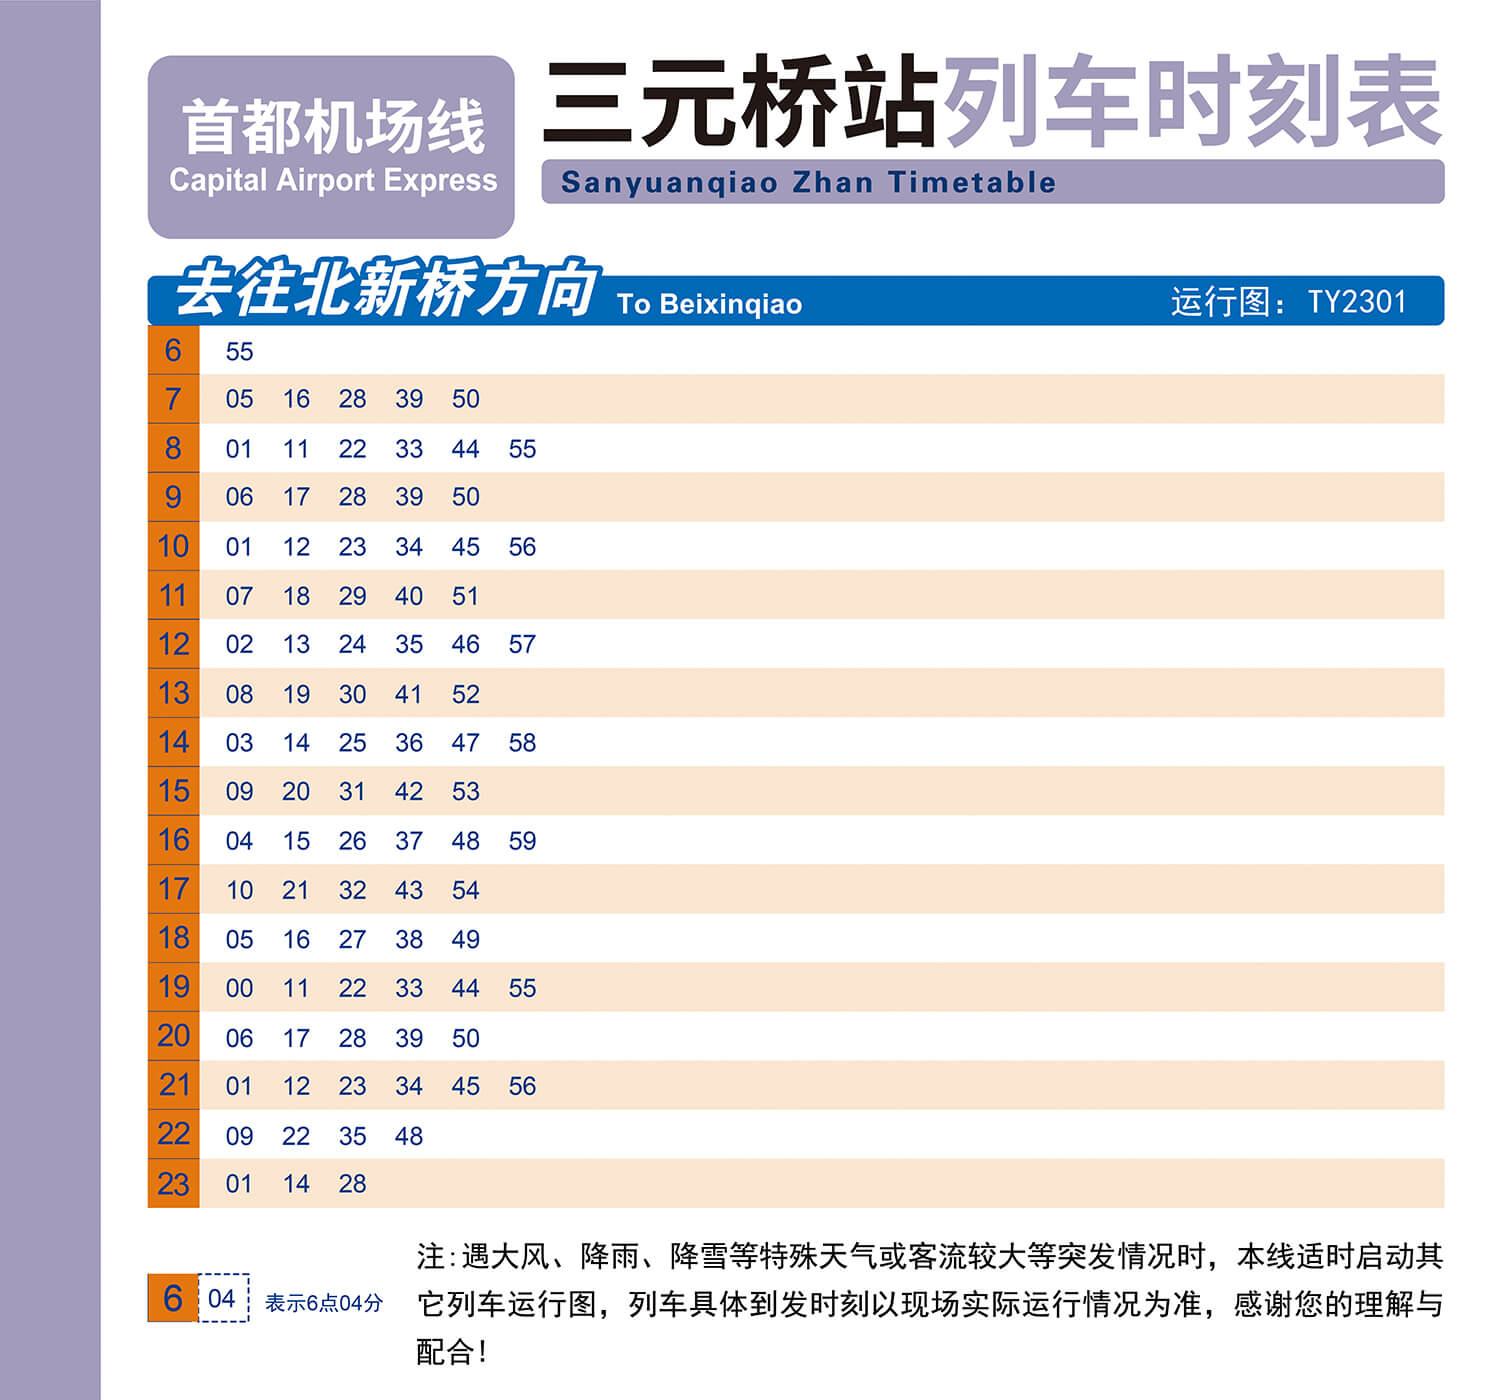 首都机场线
Capital Airport Express
三元桥站列车时刻表
Sanyuanqiao Zhan Timetable
去往北新桥方向 To Beixinqiao 运行图：TY2301
6 55
7 05 16 28 39 50
8 01 11 22 33 44 55
9 06 17 28 39 50
10 01 12 23 34 45 56
11 07 18 29 40 51
12 02 13 24 35 46 57
13 08 19 30 41 52
14 03 14 25 36 47 58
15 09 20 31 42 53
16 04 15 26 37 48 59
17 10 21 32 43 54
18 05 16 27 38 49
19 00 11 22 33 44 55
20 06 17 28 39 50
21 01 12 23 34 45 56
22 09 22 35 48
23 01 14 28
6 04 表示6点04分
注:遇大风、降雨、降雪等特殊天气或客流较大等突发情况时，本线适时启动其
它列车运行图，列车具体到发时刻以现场实际运行情况为准，感谢您的理解与
配合！